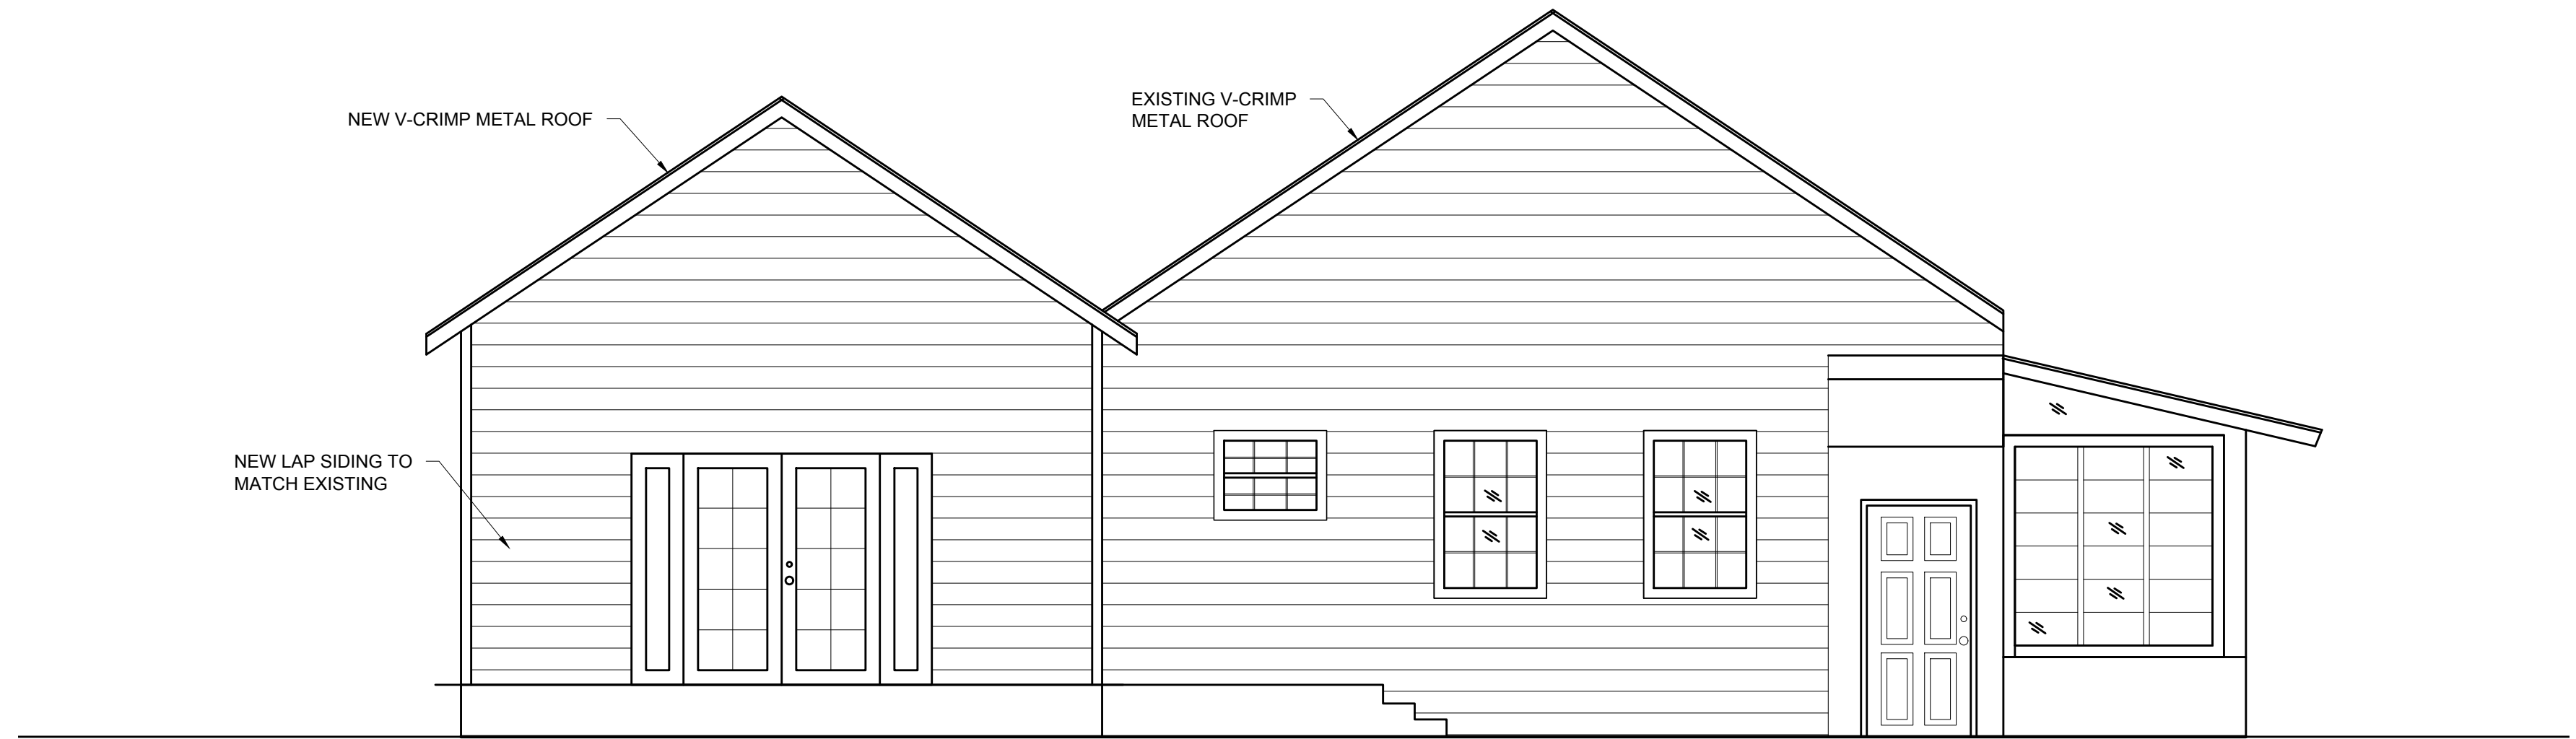 NEW V-CRIMP METAL ROOF
EXISTING V-CRIMP
METAL ROOF
NEW LAP SIDING TO
MATCH EXISTING